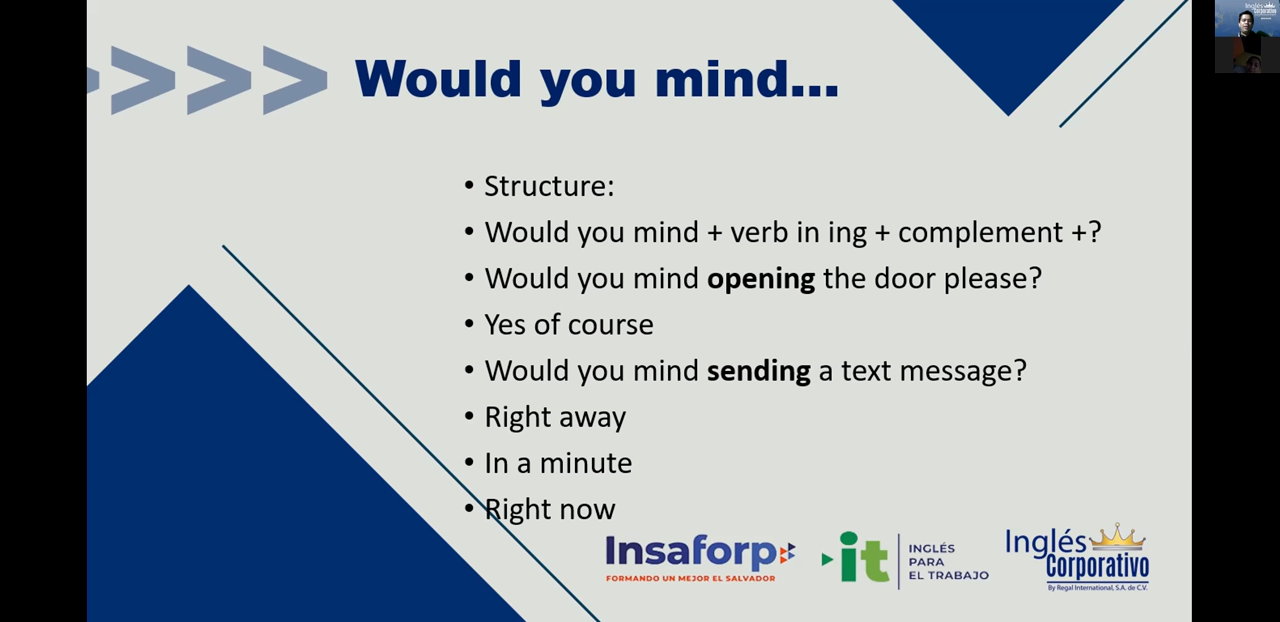 Would you mind...
• Structure:
• Would you mind + verb in ing + complement +?
• Would you mind opening the door please?
• Yes of course
• Would you mind sending a text message?
• Right away
• In a minute
• Right now
Insaforp
FORMANDO UN MEJOR EL SALVADOR
it
INGLÉS
PARA
EL TRABAJO
Inglés
Corporativo
By Regal International, S.A. de C.V.
Inglés
Corporativo